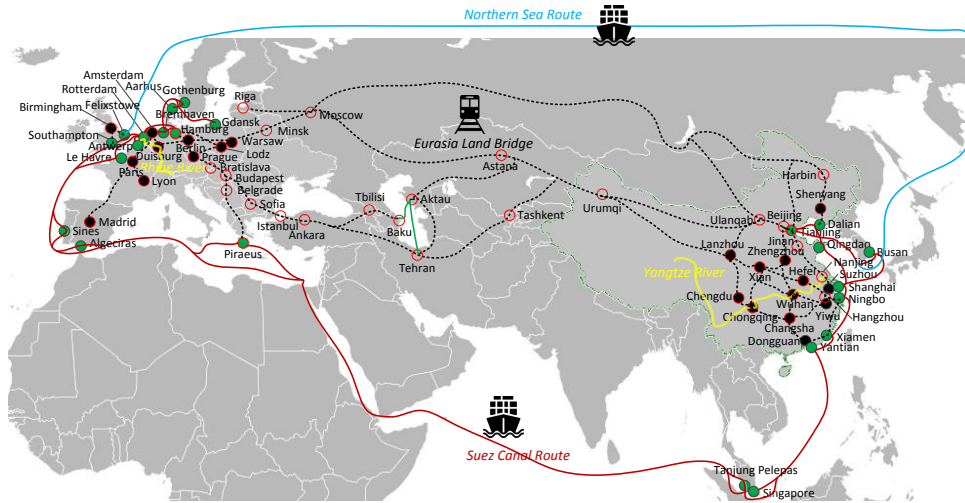 Northern Sea Route
Amsterdam
Aarhus
Gothenburg
Rotterdam
Riga
Bremhaven
Birmingham
Felixstowe
Gdansk
Moscow
Hamburg
Minsk
Southampton
Warsaw
Eurasia Land Bridge
Antwerp
Berlin
Lodz
Le Havre
Duisburg
Prague
Rhine River
Bratislava
Paris
Budapest
Astana
Lyon
Belgrade
Harbin
Shenyang
Tbilisi
Aktau
Madrid
Sofia
Tashkent
Urumqi
Ulanqab
Beijing
Dalian
Sines
Istanbul
Baku
Tianjing
Ankara
Lanzhou
Jinan
Qingdao
Algeciras
Piraeus
Zhengzhou
Busan
Tehran
Nanjing
Yangtze River
Xian
Hefei
Suzhou
Shanghai
Chengdu
Wuhan
Ningbo
Chongqing
Yiwu
Hangzhou
Changsha
Dongguan
Xiamen
Yantian
Suez Canal Route
Tanjung Pelepas
Singapore